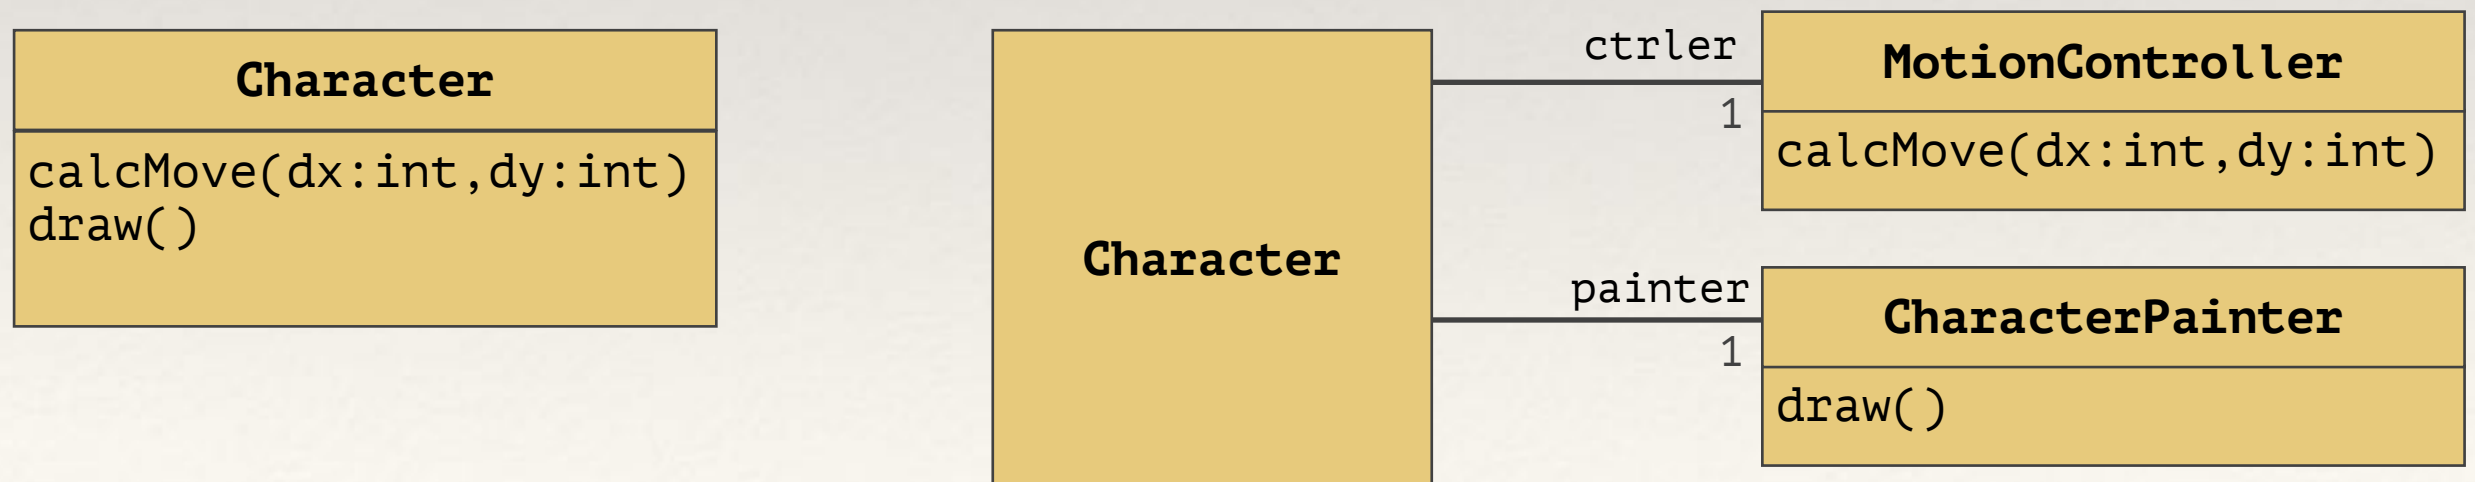 Character
calcMove(dx:int,dy:int)
draw()
Character
ctrler
1
painter
1
MotionController
calcMove(dx:int,dy:int)
CharacterPainter
draw()